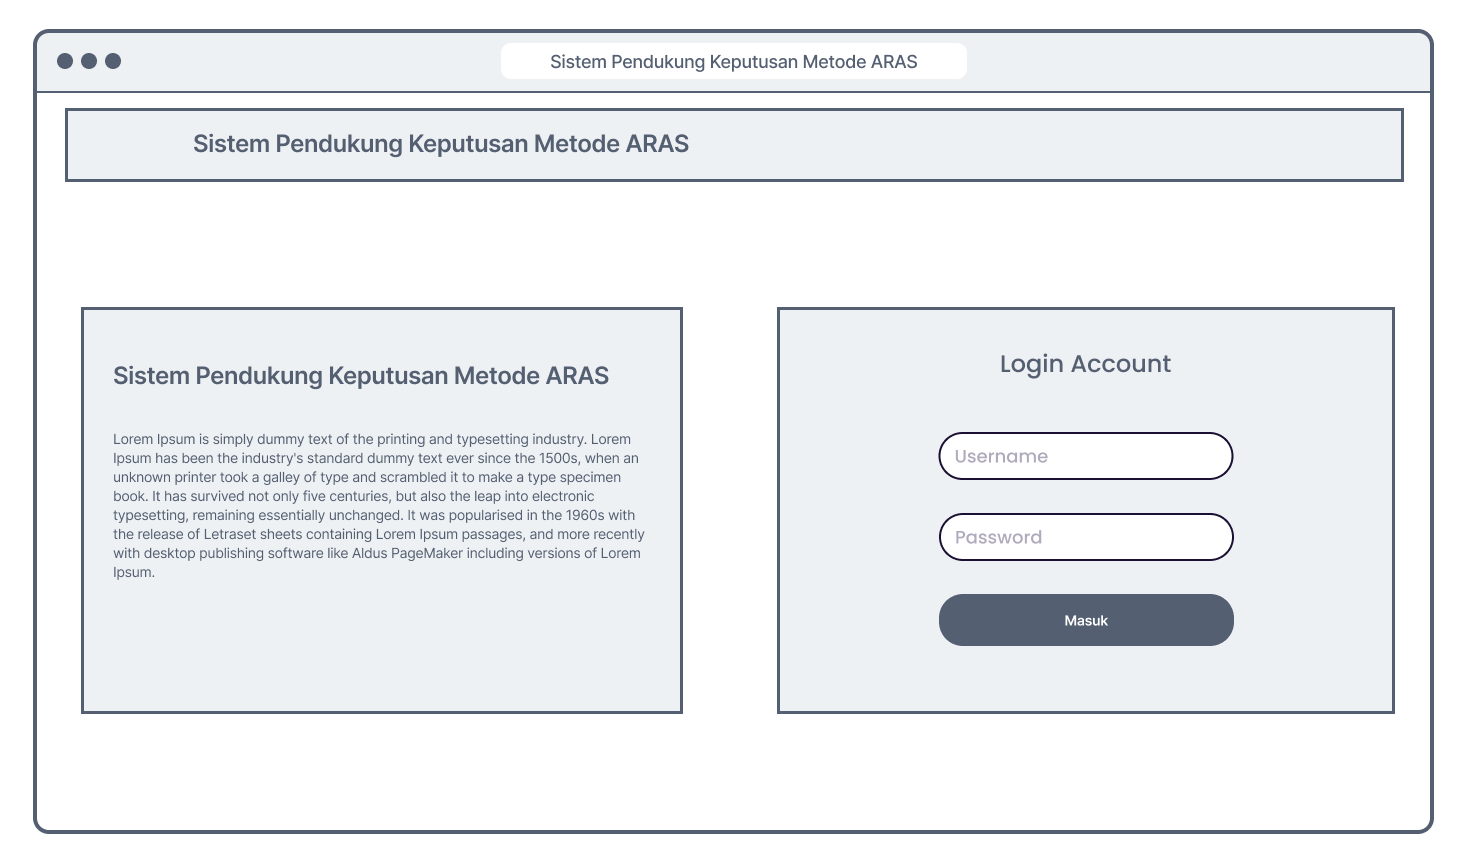 Sistem Pendukung Keputusan Metode ARAS
Sistem Pendukung Keputusan Metode ARAS
Sistem Pendukung Keputusan Metode ARAS
Lorem Ipsum is simply dummy text of the printing and typesetting industry. Lorem
Ipsum has been the industry's standard dummy text ever since the 1500s, when an
unknown printer took a galley of type and scrambled it to make a type specimen
book. It has survived not only five centuries, but also the leap into electronic
typesetting, remaining essentially unchanged. It was popularised in the 1960s with
the release of Letraset sheets containing Lorem Ipsum passages, and more recently
with desktop publishing software like Aldus PageMaker including versions of Lorem
Ipsum.
Login Account
Username
Password
Masuk